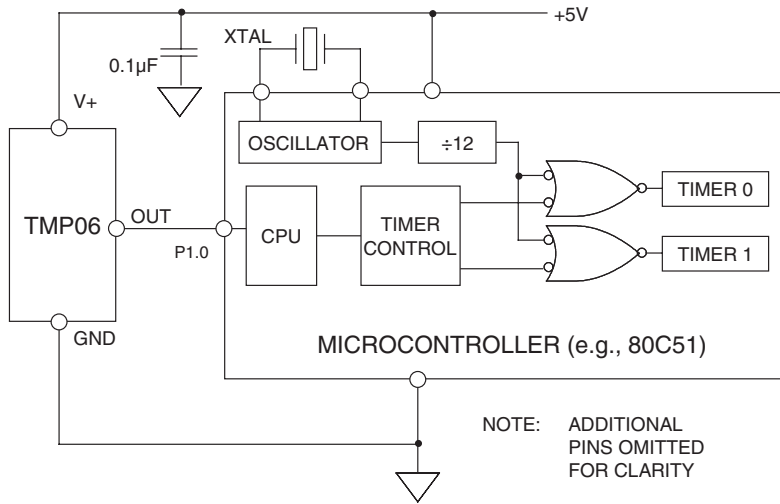 +5V
XTAL
0.1µF
V+
OSCILLATOR
÷12
TMP06
OUT
P1.0
CPU
TIMER
CONTROL
TIMER 0
TIMER 1
GND
MICROCONTROLLER (e.g., 80C51)
NOTE: ADDITIONAL
PINS OMITTED
FOR CLARITY